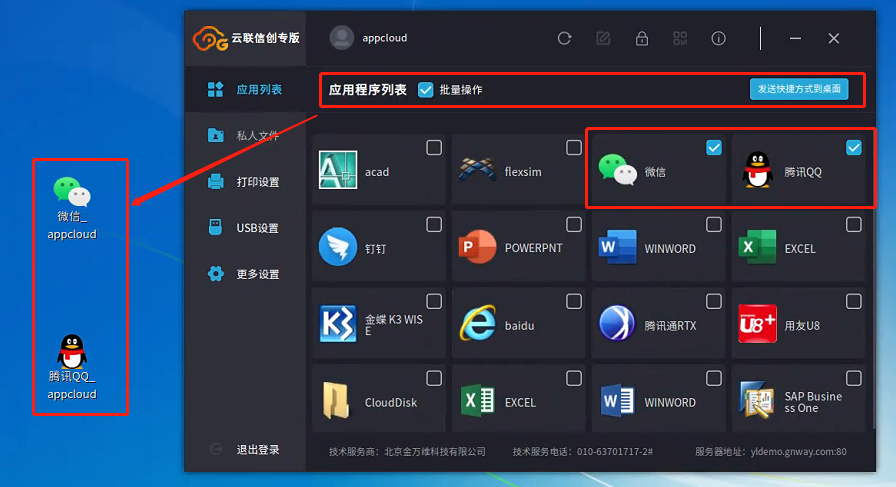 云联信创专版
appcloud
应用列表
应用程序列表
批量操作
发送快捷方式到桌面
私人文件
打印设置
USB设置
更多设置
退出登录
acad
flexsim
微信
腾讯QQ
钉钉
POWERPNT
WINWORD
EXCEL
金蝶 K3 WIS
E
baidu
腾讯通RTX
用友U8
CloudDisk
EXCEL
WINWORD
SAP Busine
ss One
技术服务商：北京金万维科技有限公司
技术服务电话：010-63701717-2#
服务器地址：yldemo.gnway.com:80
微信_
appcloud
腾讯QQ_
appcloud